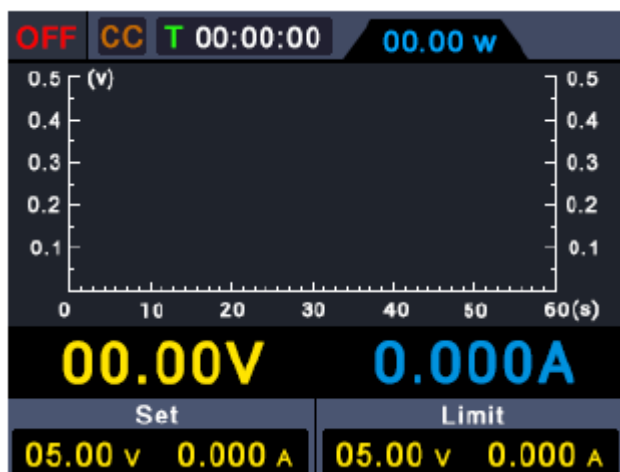 OFF CC T 00:00:00 00.00 W
0.5 (v) 0.5
0.4 0.4
0.3 0.3
0.2 0.2
0.1 0.1
0 10 20 30 40 50 60(s)
00.00V 0.000A
Set Limit
05.00 V 0.000 A 05.00 V 0.000 A